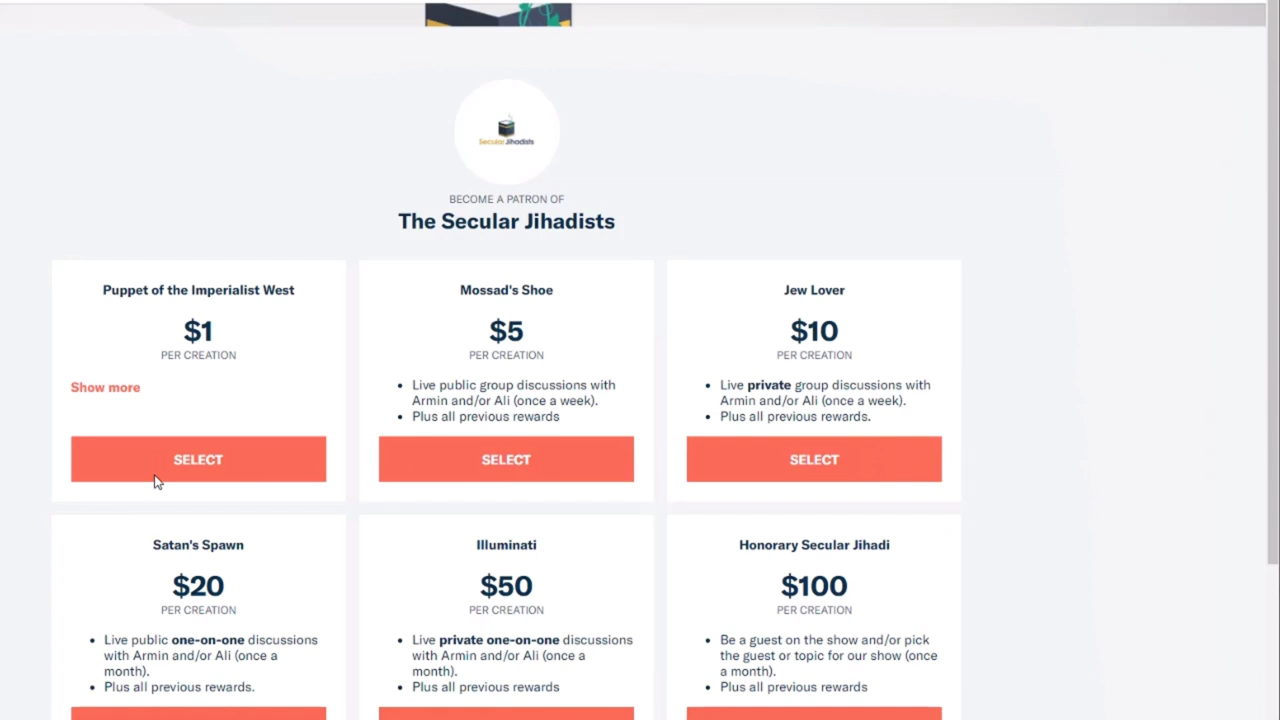 Secular Jihadists
BECOME A PATRON OF
The Secular Jihadists
Puppet of the Imperialist West
$1
PER CREATION
Show more
SELECT
Mossad's Shoe
$5
PER CREATION
• Live public group discussions with
Armin and/or Ali (once a week).
• Plus all previous rewards
SELECT
Jew Lover
$10
PER CREATION
• Live private group discussions with
Armin and/or Ali (once a week).
• Plus all previous rewards.
SELECT
Satan's Spawn
$20
PER CREATION
• Live public one-on-one discussions
with Armin and/or Ali (once a
month).
• Plus all previous rewards.
Illuminati
$50
PER CREATION
• Live private one-on-one discussions
with Armin and/or Ali (once a
month).
• Plus all previous rewards
Honorary Secular Jihadi
$100
PER CREATION
• Be a guest on the show and/or pick
the guest or topic for our show (once
a month).
• Plus all previous rewards